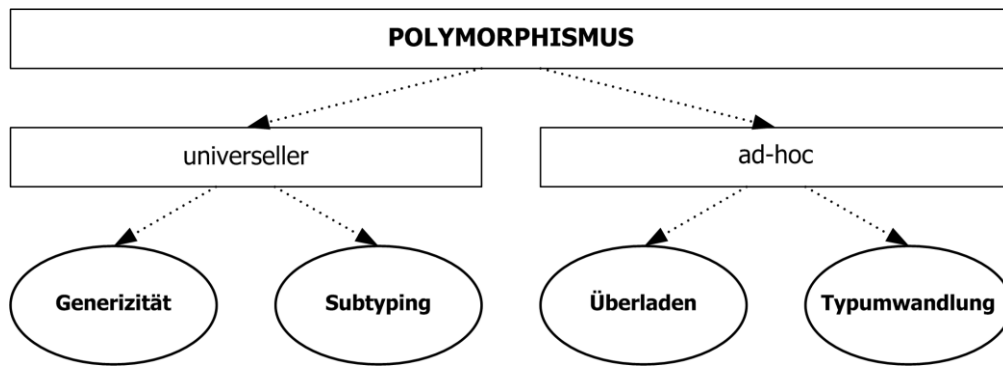 POLYMORPHISMUS
universeller
ad-hoc
Generizität
Subtyping
Überladen
Typumwandlung